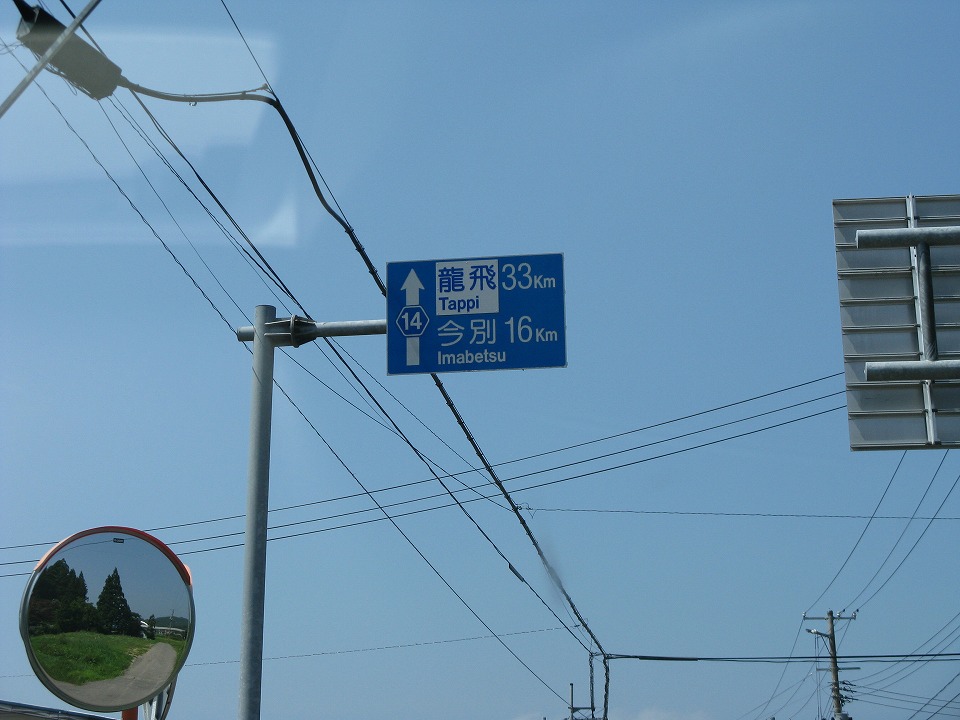 龍飛 33Km
Tappi
14
今別 16Km
Imabetsu